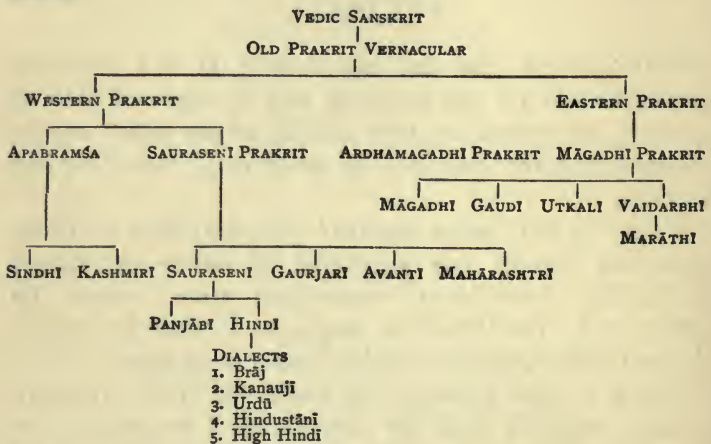 VEDIC SANSKRIT
OLD PRAKRIT VERNACULAR
WESTERN PRAKRIT EASTERN PRAKRIT
APABRAMŚA SAURASENĪ PRAKRIT ARDHAMAGADHĪ PRAKRIT MĀGADHĪ PRAKRIT
MĀGADHĪ GAUDĪ UTKALĪ VAIDARBHĪ
MARĀTHĪ
SINDHĪ KASHMIRĪ SAURASENĪ GAURJARĪ AVANTĪ MAHĀRASHTRĪ
PANJĀBĪ HINDĪ
DIALECTS
1. Brāj
2. Kanaujī
3. Urdū
4. Hindustānī
5. High Hindī